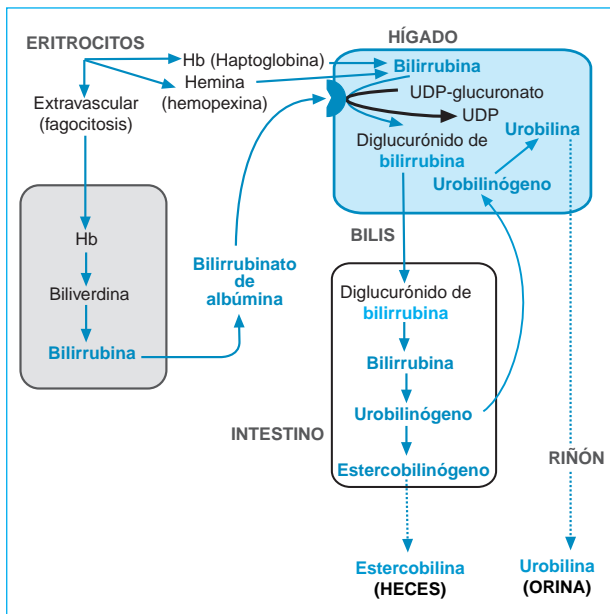 ERITROCITOS
Hb (Haptoglobina)
Hemina
(hemopexina)
Extravascular
(fagocitosis)
Hb
Biliverdina
Bilirrubina
Bilirrubinato
de
albúmina
HÍGADO
Bilirrubina
UDP-glucuronato
UDP
Diglucurónido de
bilirrubina
Urobilina
Urobilinógeno
BILIS
Diglucurónido de
bilirrubina
Bilirrubina
Urobilinógeno
Estercobilinógeno
INTESTINO
RIÑÓN
Estercobilina
(HECES)
Urobilina
(ORINA)